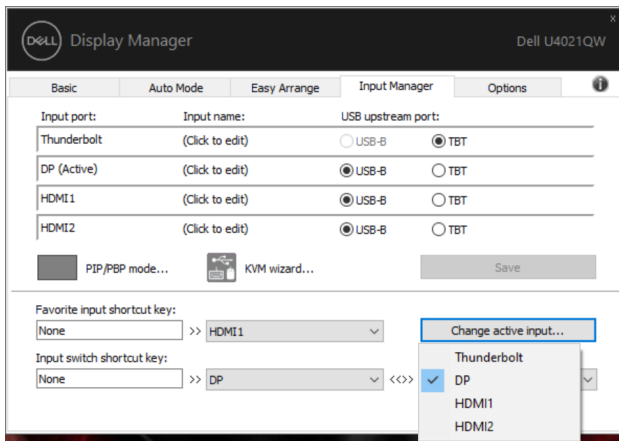 DELL Display Manager Dell U4021QW x
Basic Auto Mode Easy Arrange Input Manager Options i
Input port: Input name: USB upstream port:
Thunderbolt (Click to edit) USB-B TBT
DP (Active) (Click to edit) USB-B TBT
HDMI1 (Click to edit) USB-B TBT
HDMI2 (Click to edit) USB-B TBT
PIP/PBP mode... KVM wizard... Save
Favorite input shortcut key:
None >> HDMI1 Change active input...
Input switch shortcut key:
None >> DP <<>>
Thunderbolt
DP
HDMI1
HDMI2